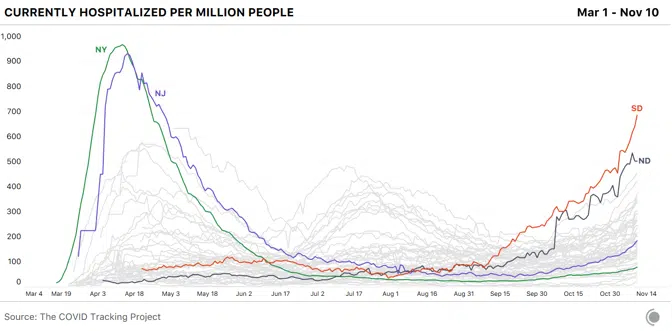 CURRENTLY HOSPITALIZED PER MILLION PEOPLE
Mar 1 - Nov 10
1,000
900
800
700
600
500
400
300
200
100
0
NY
NJ
SD
ND
Mar 4 Mar 19 Apr 3 Apr 18 May 3 May 18 Jun 2 Jun 17 Jul 2 Jul 17 Aug 1 Aug 16 Aug 31 Sep 15 Sep 30 Oct 15 Oct 30 Nov 14
Source: The COVID Tracking Project